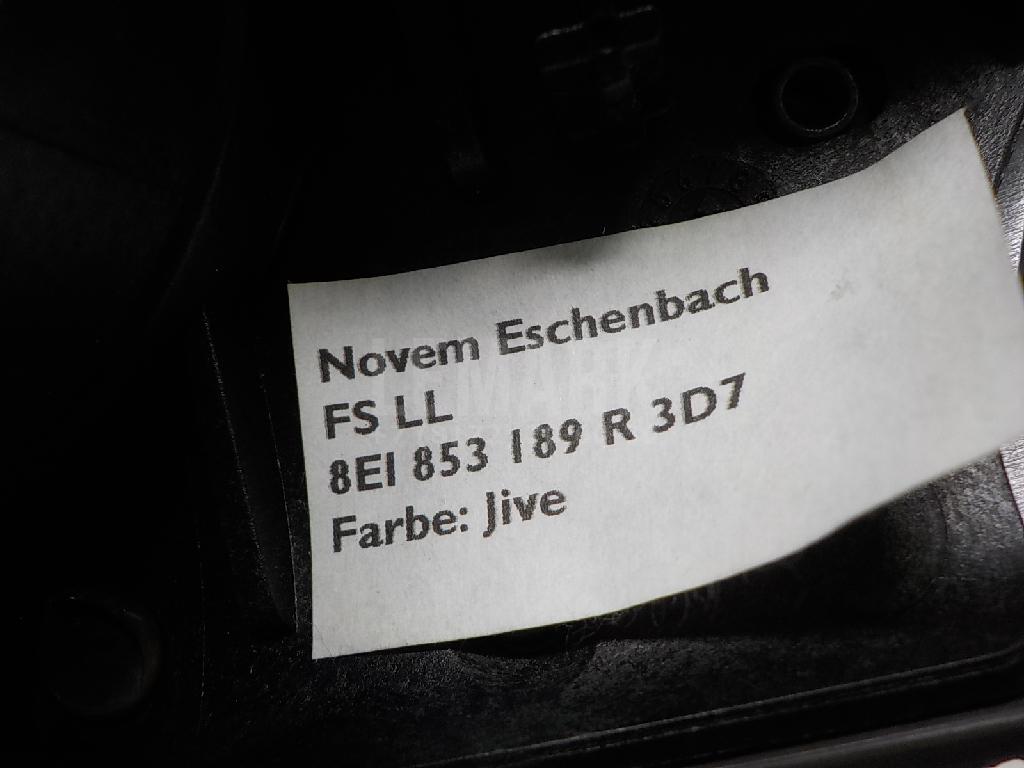 Novem Eschenbach
FS LL
8E1 853 189 R 3D7
Farbe: Jive